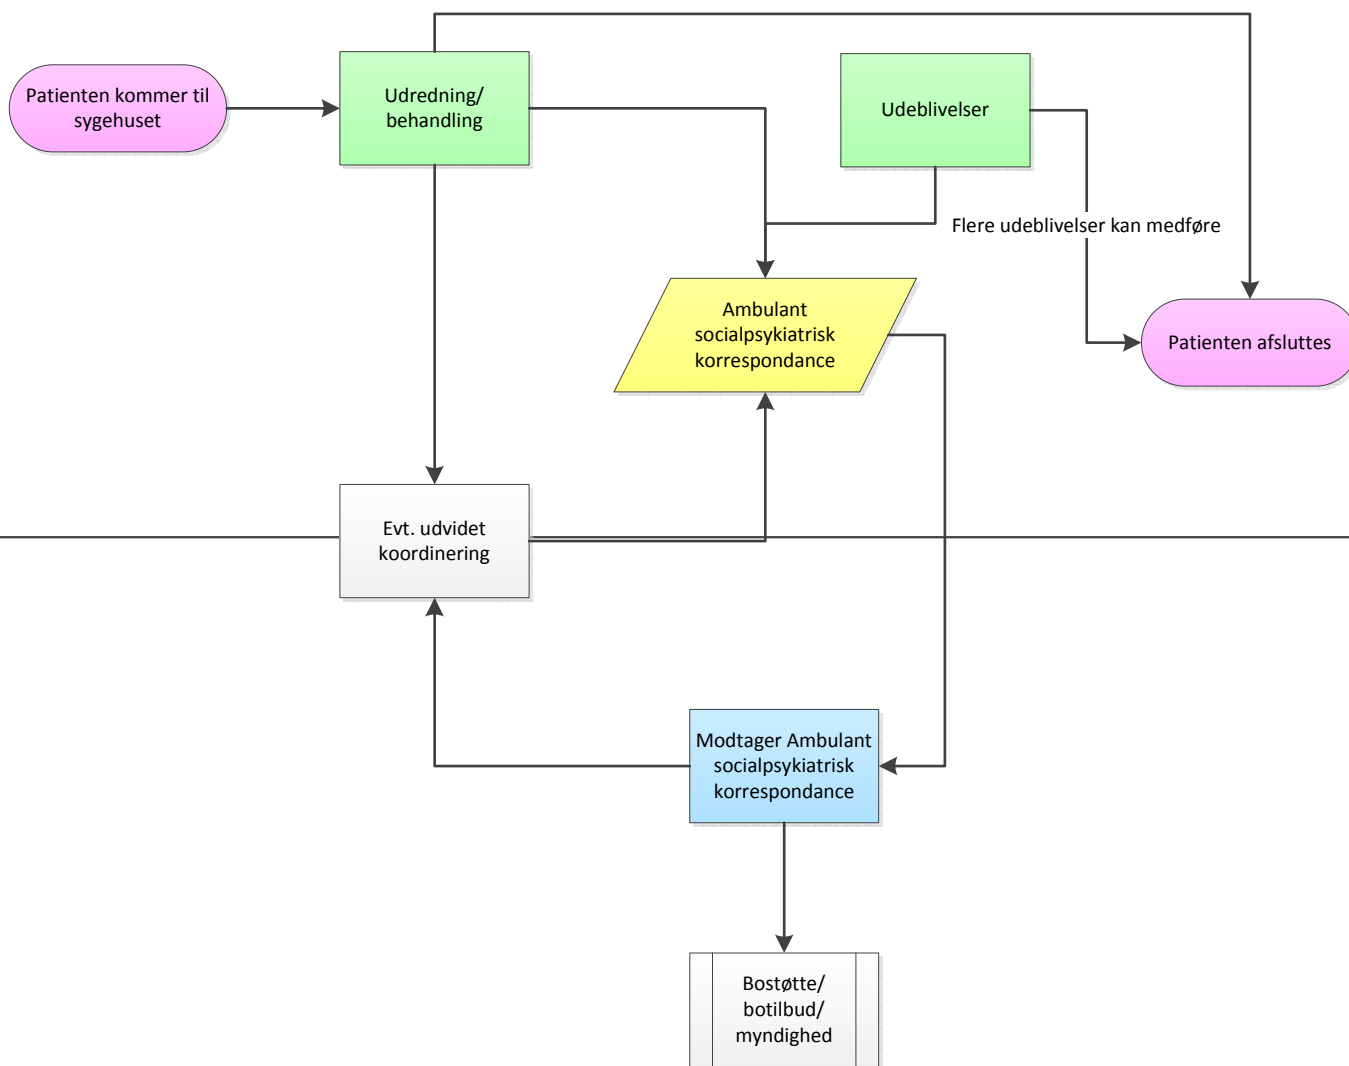 Patienten kommer til
sygehuset
Udredning/
behandling
Udeblivelser
Flere udeblivelser kan medføre
Ambulant
socialpsykiatrisk
korrespondance
Patienten afsluttes
Evt. udvidet
koordinering
Modtager Ambulant
socialpsykiatrisk
korrespondance
Bostøtte/
botilbud/
myndighed